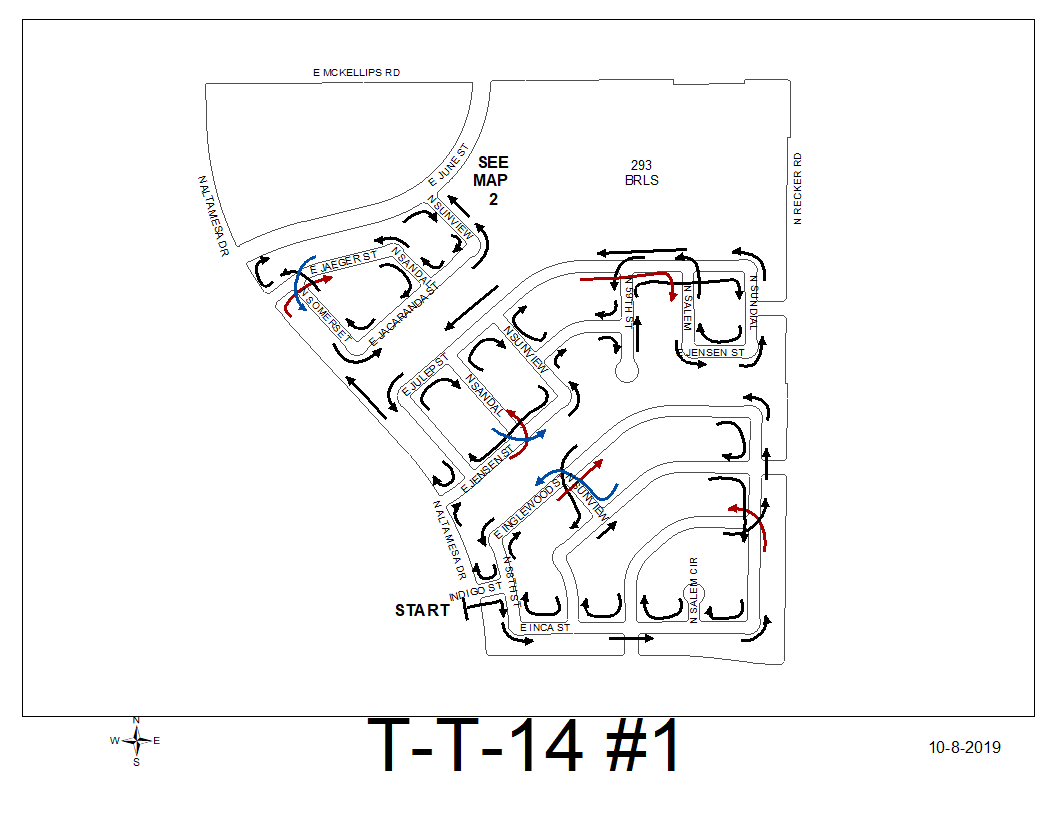 E MCKELLIPS RD
E JUNE ST
SEE
MAP
2
293
BRLS
N RECKER RD
N ALTA MESA DR
N SUNVIEW
E JAEGER ST
N SANDAL
N SOMERSET
E JACARANDA ST
N 59TH ST
N SALEM
N SUNDIAL
E JENSEN ST
E JULEP ST
N SUNVIEW
N SANDAL
E JENSEN ST
E INGLEWOOD ST
N SUNVIEW
N ALTA MESA DR
N 58TH ST
N SALEM CIR
INDIGO ST
START
E INCA ST
T-T-14 #1
N
W E
S
10-8-2019